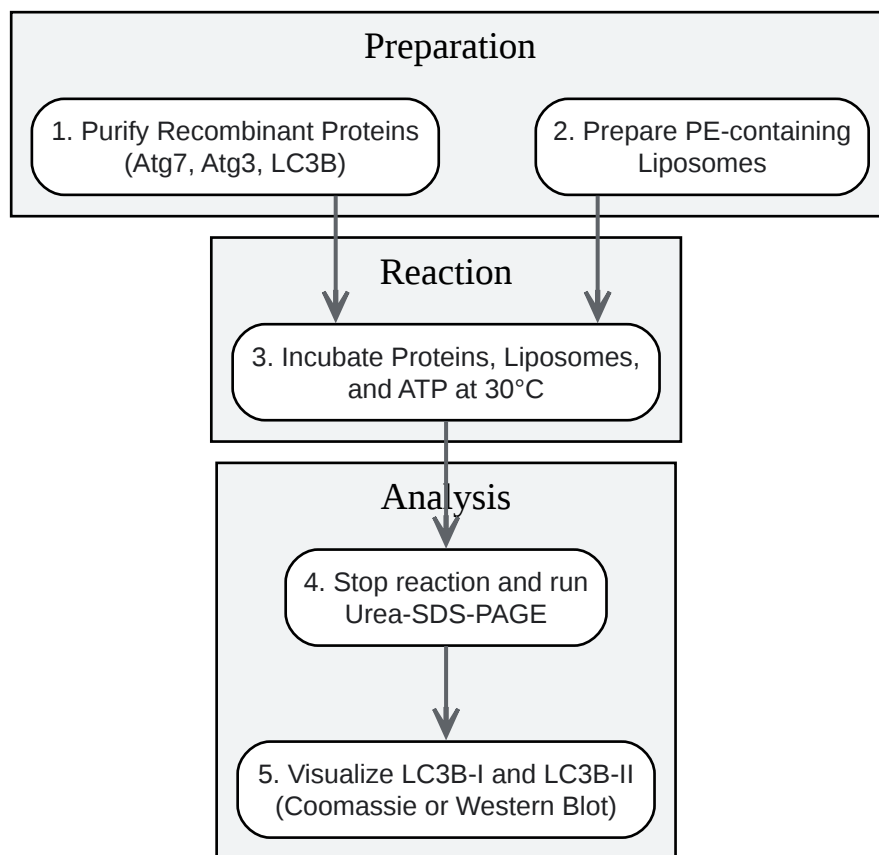 Preparation
1. Purify Recombinant Proteins
(Atg7, Atg3, LC3B)
2. Prepare PE-containing
Liposomes
Reaction
3. Incubate Proteins, Liposomes,
and ATP at 30°C
Analysis
4. Stop reaction and run
Urea-SDS-PAGE
5. Visualize LC3B-I and LC3B-II
(Coomassie or Western Blot)